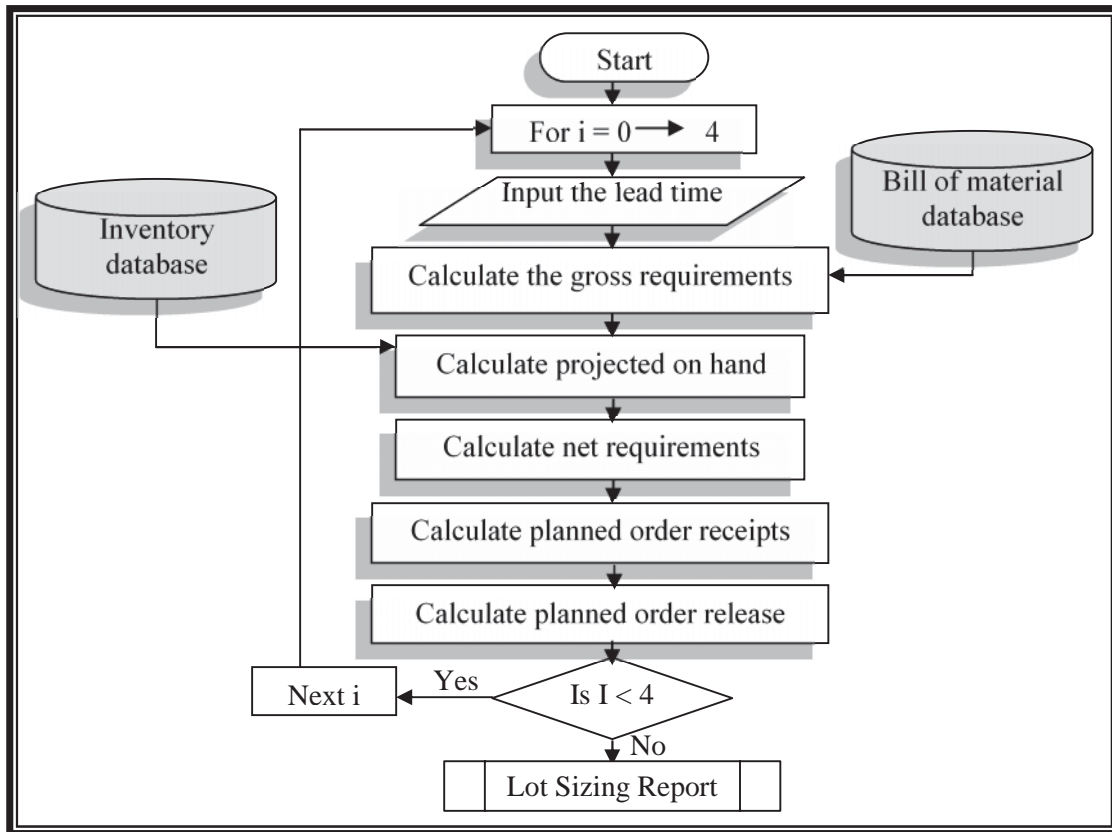 Start
For i = 0 → 4
Input the lead time
Bill of material
database
Inventory
database
Calculate the gross requirements
Calculate projected on hand
Calculate net requirements
Calculate planned order receipts
Calculate planned order release
Is I < 4
Yes
Next i
No
Lot Sizing Report